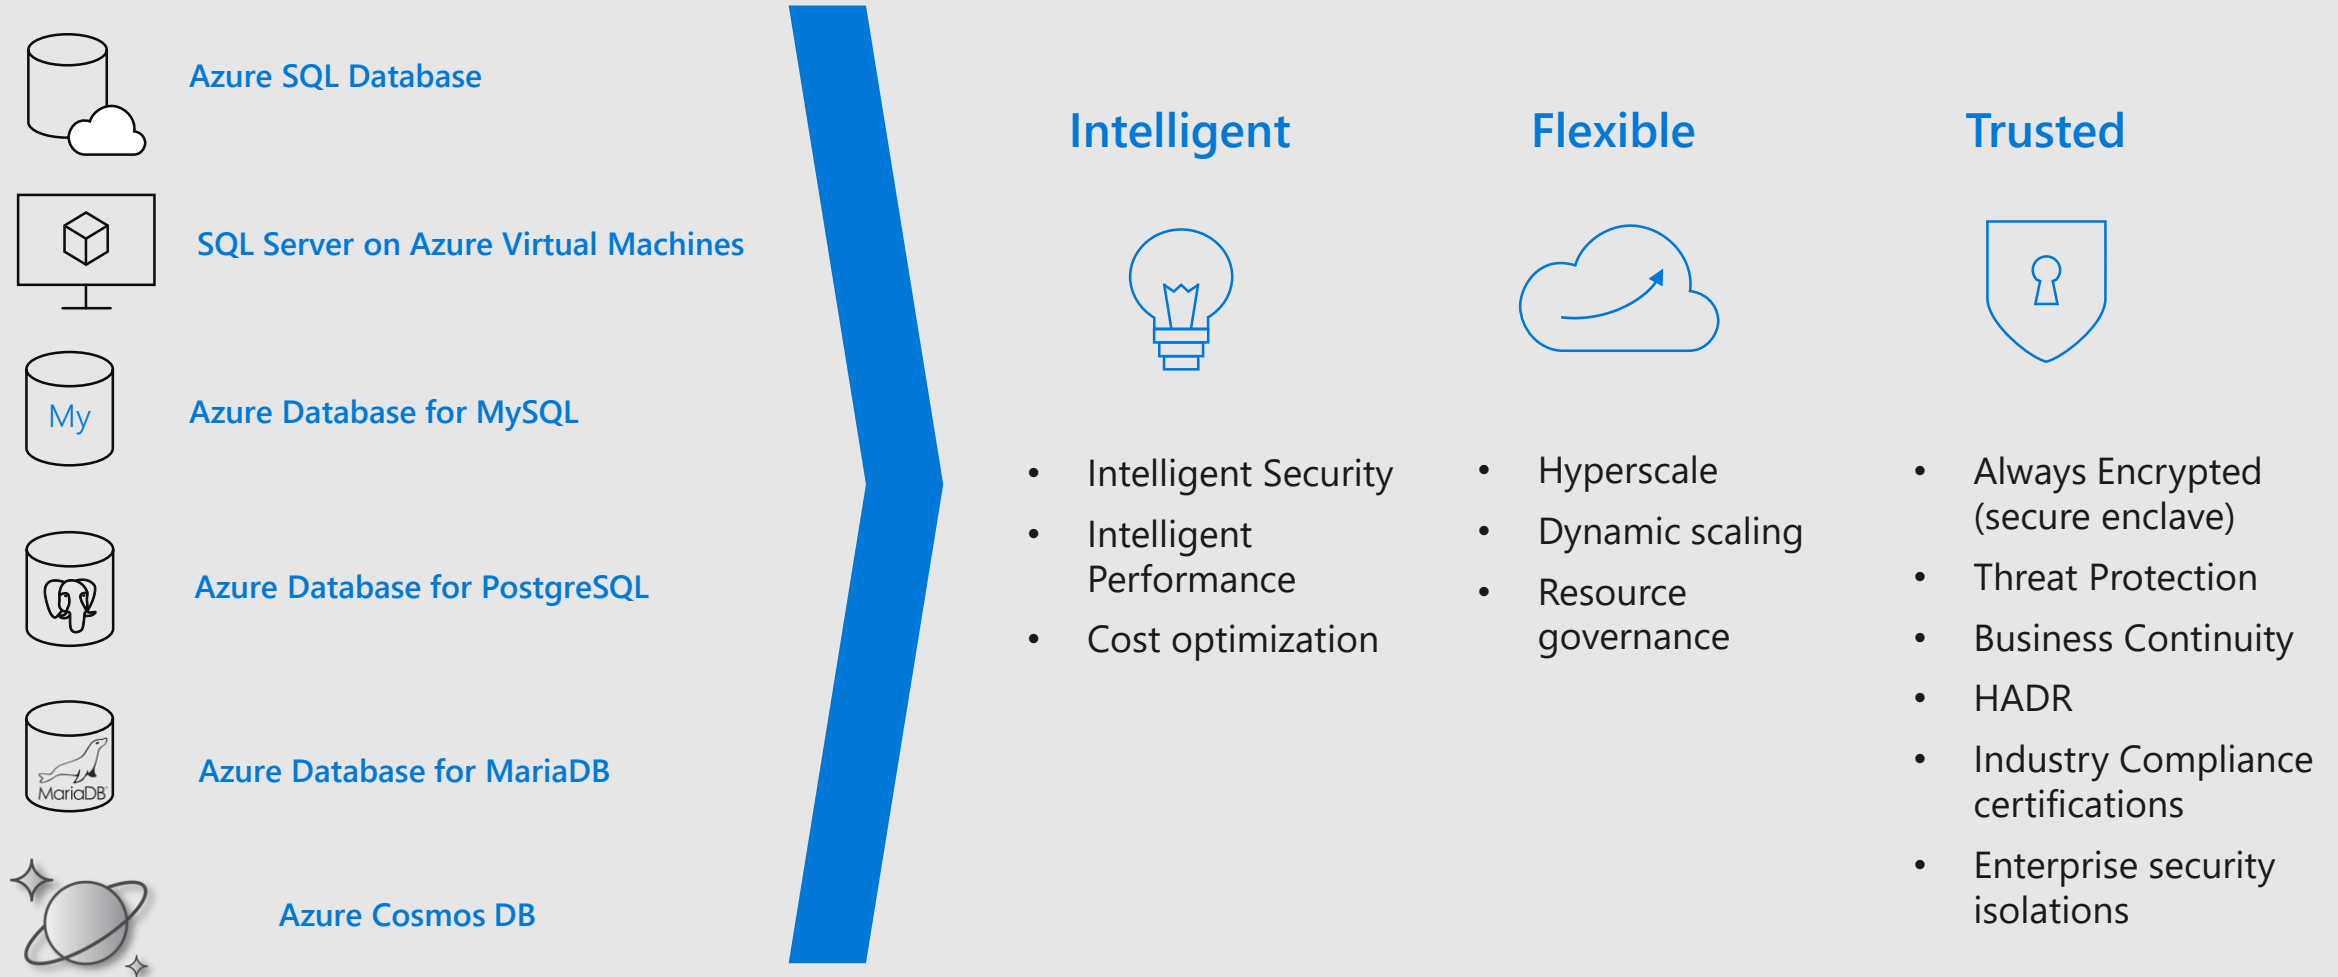 Azure SQL Database
SQL Server on Azure Virtual Machines
My
Azure Database for MySQL
Azure Database for PostgreSQL
MariaDB
Azure Database for MariaDB
Azure Cosmos DB
Intelligent
• Intelligent Security
• Intelligent
Performance
• Cost optimization
Flexible
• Hyperscale
• Dynamic scaling
• Resource
governance
Trusted
• Always Encrypted
(secure enclave)
• Threat Protection
• Business Continuity
• HADR
• Industry Compliance
certifications
• Enterprise security
isolations